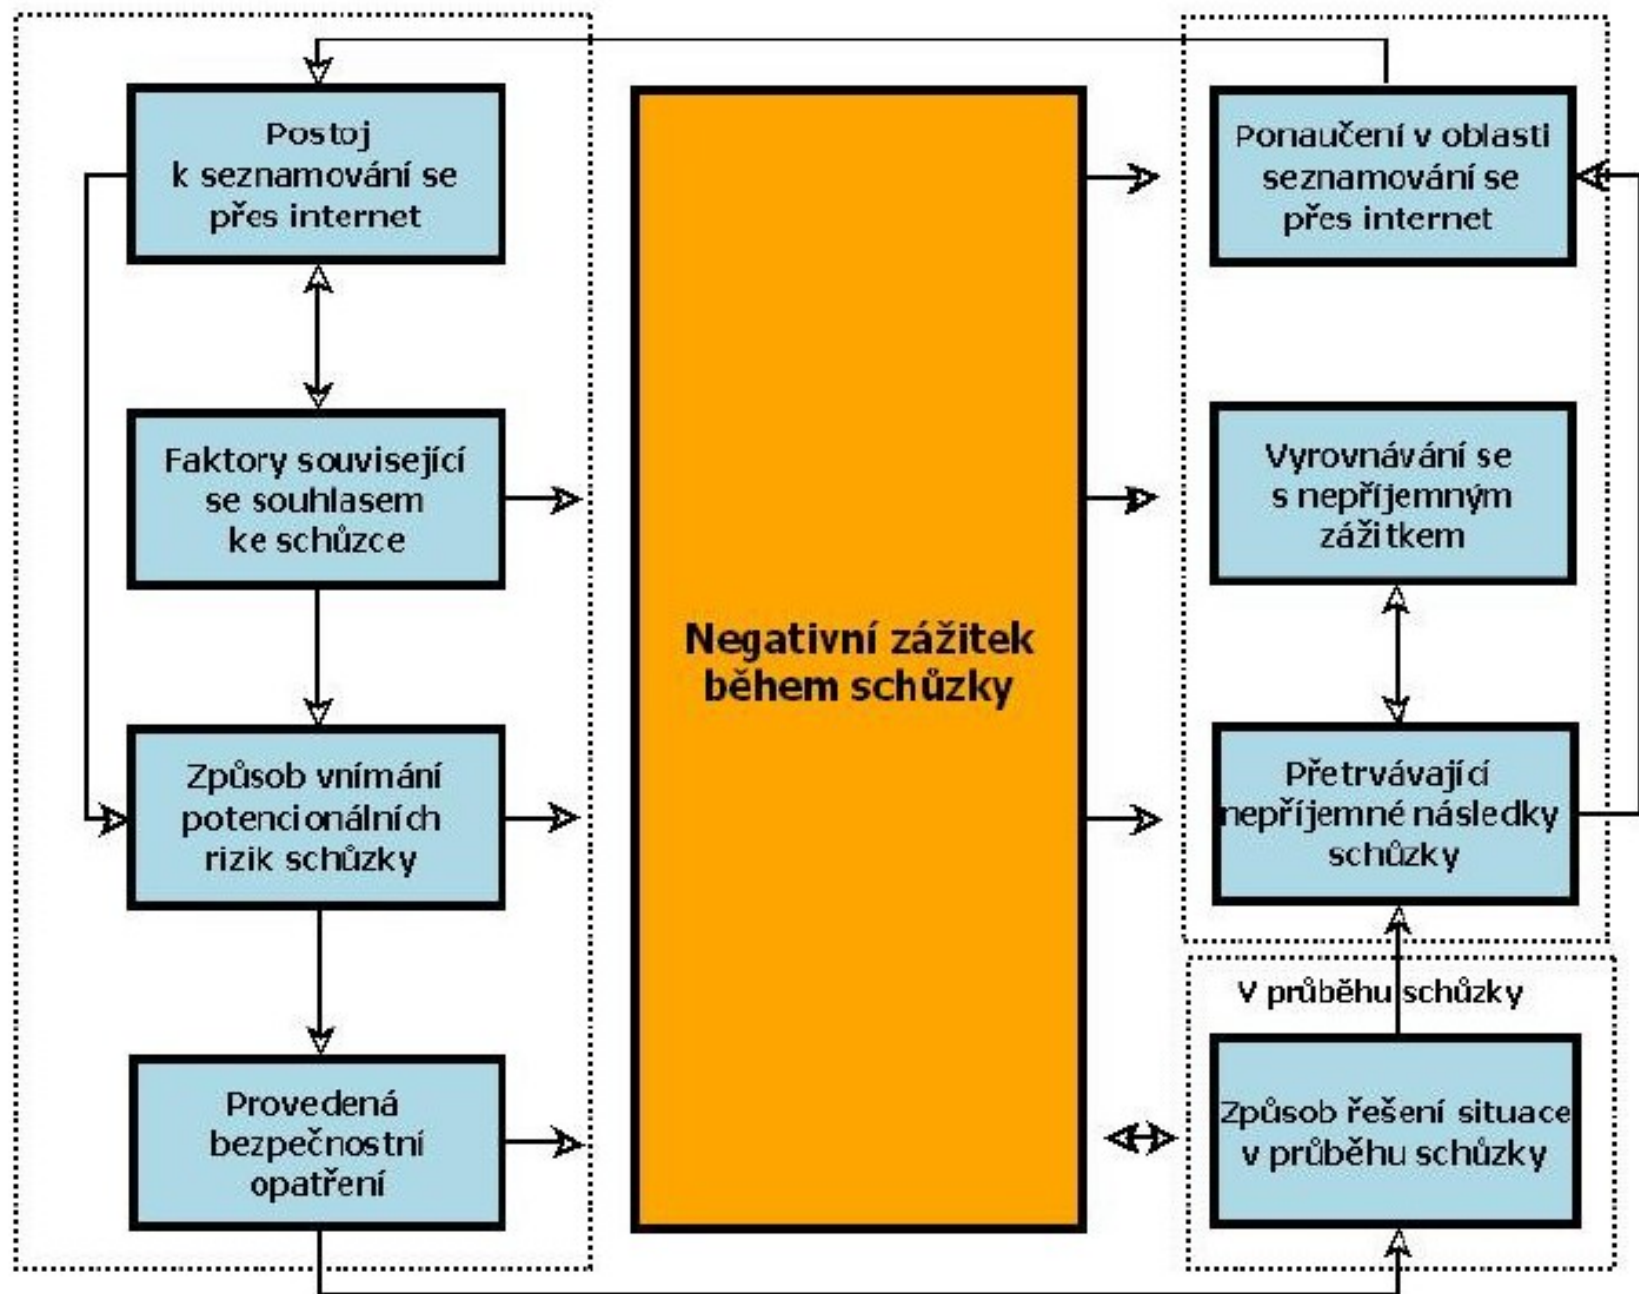 Postoj
k seznamování se
přes internet
Faktory související
se souhlasem
ke schůzce
Způsob vnímání
potencionálních
rizik schůzky
Provedená
bezpečnostní
opatření
Negativní zážitek
během schůzky
Ponaučení v oblasti
seznamování se
přes internet
Vyrovnávání se
s nepříjemným
zážitkem
Přetrvávající
nepříjemné následky
schůzky
V průběhu schůzky
Způsob řešení situace
v průběhu schůzky